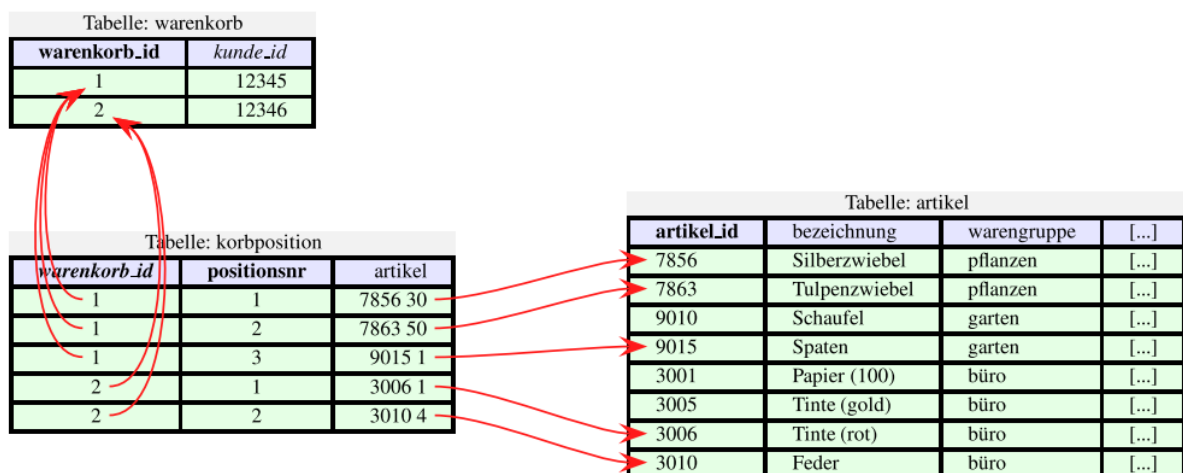 Tabelle: warenkorb
warenkorb_id kunde_id
1 12345
2 12346
Tabelle: korbposition
warenkorb_id positionsnr artikel
1 1 7856 30
1 2 7863 50
1 3 9015 1
2 1 3006 1
2 2 3010 4
Tabelle: artikel
artikel_id bezeichnung warengruppe [...]
7856 Silberzwiebel pflanzen [...]
7863 Tulpenzwiebel pflanzen [...]
9010 Schaufel garten [...]
9015 Spaten garten [...]
3001 Papier (100) büro [...]
3005 Tinte (gold) büro [...]
3006 Tinte (rot) büro [...]
3010 Feder büro [...]